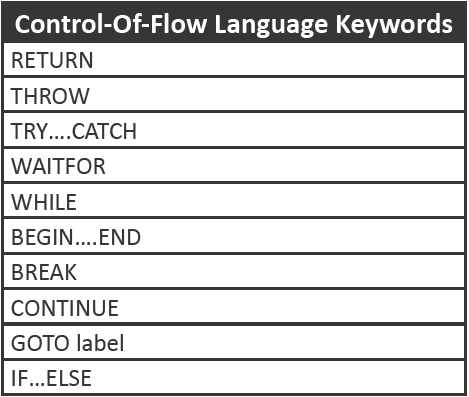 Control-Of-Flow Language Keywords
RETURN
THROW
TRY....CATCH
WAITFOR
WHILE
BEGIN....END
BREAK
CONTINUE
GOTO label
IF...ELSE